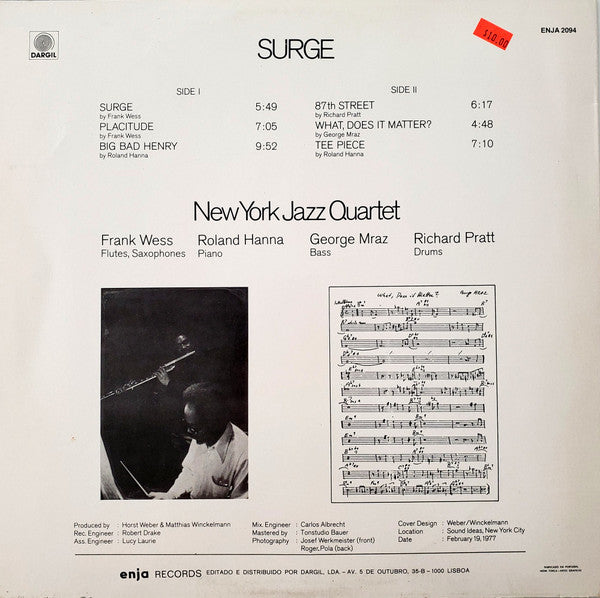 DARGIL
SURGE
$10.00
ENJA 2094
SIDE I
SURGE 5:49
by Frank Wess
PLACITUDE 7:05
by Frank Wess
BIG BAD HENRY 9:52
by Roland Hanna
SIDE II
87th STREET 6:17
by Richard Pratt
WHAT, DOES IT MATTER? 4:48
by George Mraz
TEE PIECE 7:10
by Roland Hanna
New York Jazz Quartet
Frank Wess
Flutes, Saxophones
Roland Hanna
Piano
George Mraz
Bass
Richard Pratt
Drums
What, Does it Matter?
Produced by : Horst Weber & Matthias Winckelmann
Rec. Engineer : Robert Drake
Ass. Engineer : Lucy Laurie
Mix. Engineer : Carlos Albrecht
Mastered by : Tonstudio Bauer
Photography : Josef Werkmeister (front)
Roger, Pola (back)
Cover Design : Weber/Winckelmann
Location : Sound Ideas, New York City
Date : February 19, 1977
enja RECORDS EDITADO E DISTRIBUIDO POR DARGIL, LDA. – AV. 5 DE OUTUBRO, 35-B – 1000 LISBOA
FABRICADO EM PORTUGAL